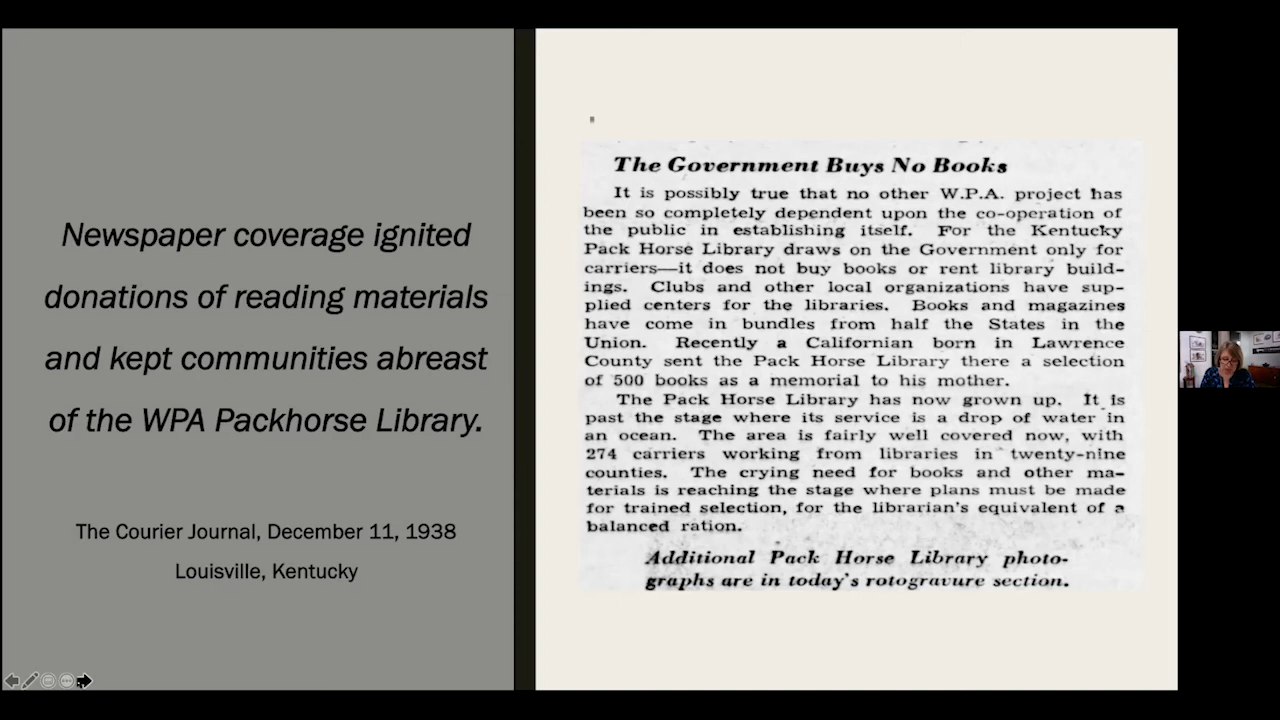 Newspaper coverage ignited
donations of reading materials
and kept communities abreast
of the WPA Packhorse Library.
The Courier Journal, December 11, 1938
Louisville, Kentucky
The Government Buys No Books
It is possibly true that no other W.P.A. project has
been so completely dependent upon the co-operation of
the public in establishing itself. For the Kentucky
Pack Horse Library draws on the Government only for
carriers—it does not buy books or rent library build-
ings. Clubs and other local organizations have sup-
plied centers for the libraries. Books and magazines
have come in bundles from half the States in the
Union. Recently a Californian born in Lawrence
County sent the Pack Horse Library there a selection
of 500 books as a memorial to his mother.
The Pack Horse Library has now grown up. It is
past the stage where its service is a drop of water in
an ocean. The area is fairly well covered now, with
274 carriers working from libraries in twenty-nine
counties. The crying need for books and other ma-
terials is reaching the stage where plans must be made
for trained selection, for the librarian's equivalent of a
balanced ration.
Additional Pack Horse Library photo-
graphs are in today's rotogravure section.